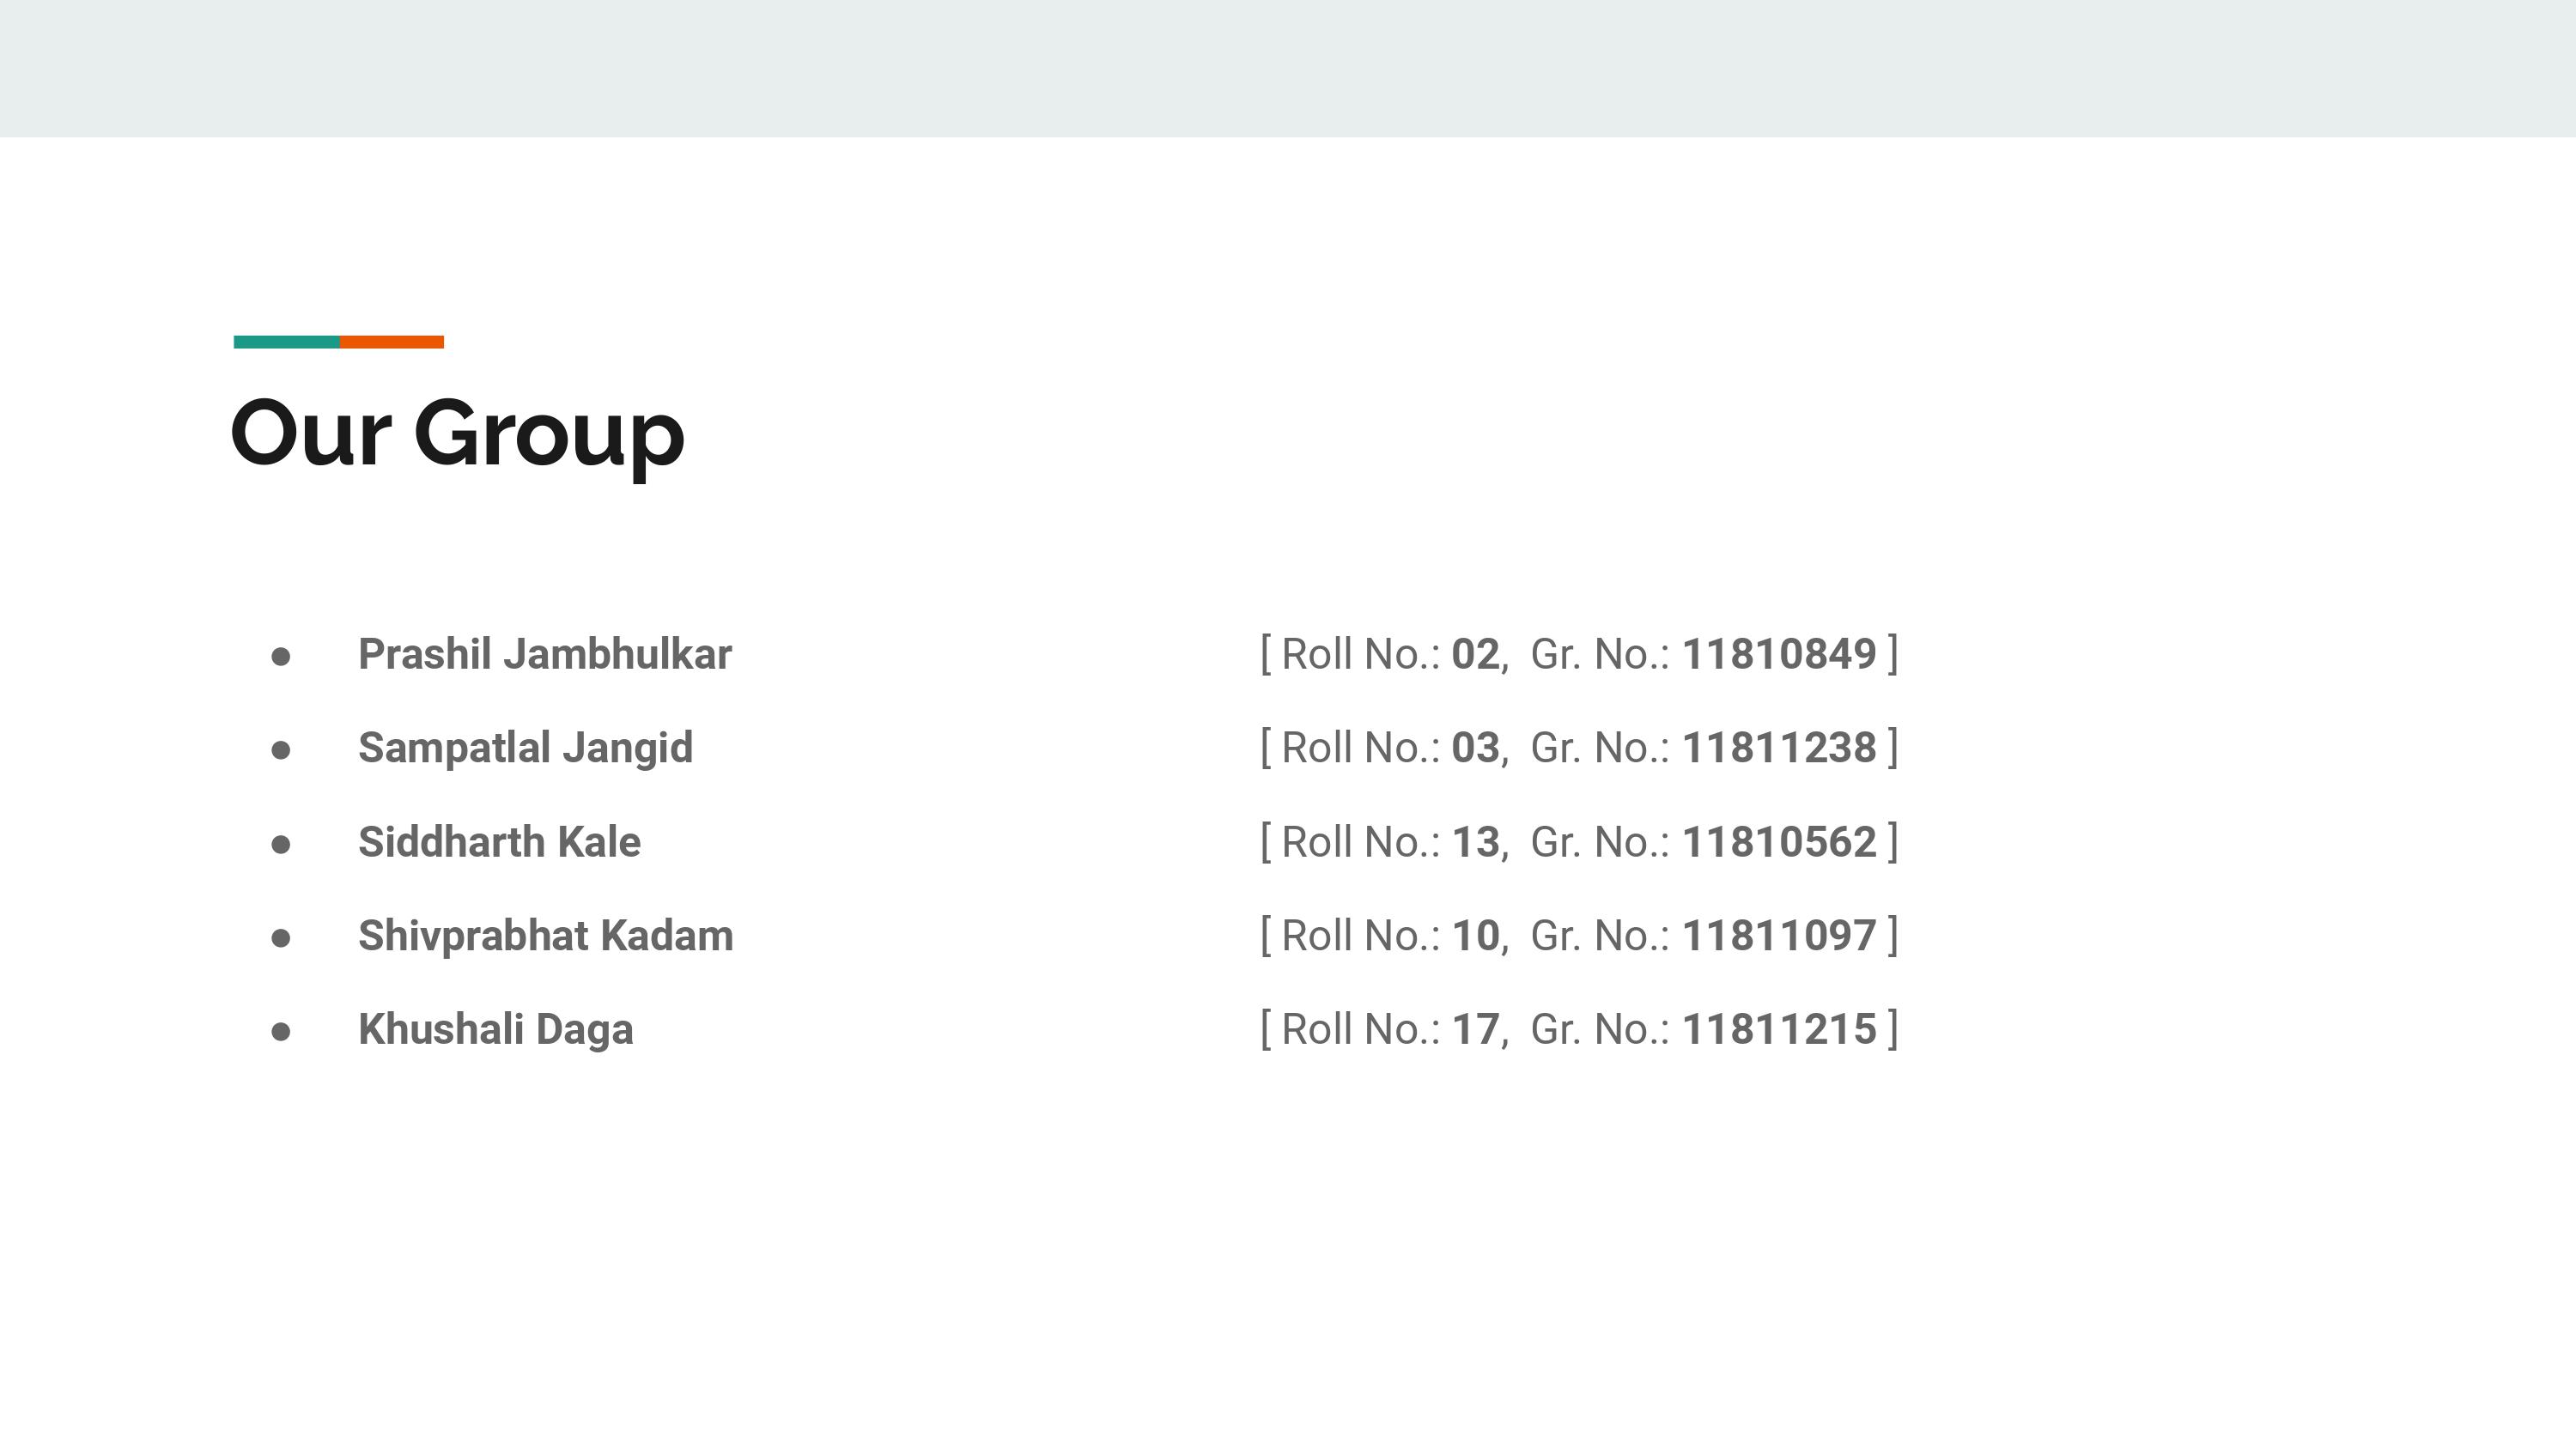 Our Group
● Prashil Jambhulkar [ Roll No.: 02, Gr. No.: 11810849 ]
● Sampatlal Jangid [ Roll No.: 03, Gr. No.: 11811238 ]
● Siddharth Kale [ Roll No.: 13, Gr. No.: 11810562 ]
● Shivprabhat Kadam [ Roll No.: 10, Gr. No.: 11811097 ]
● Khushali Daga [ Roll No.: 17, Gr. No.: 11811215 ]